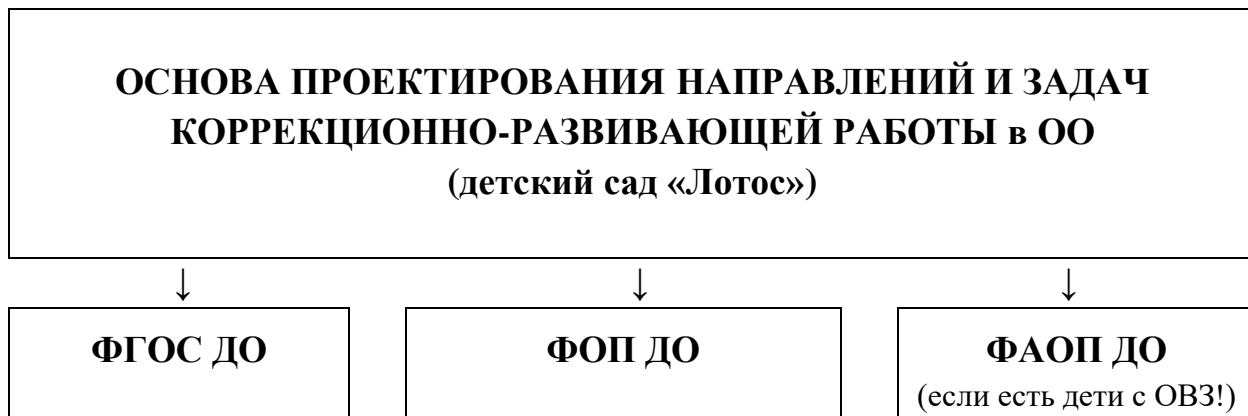 ОСНОВА ПРОЕКТИРОВАНИЯ НАПРАВЛЕНИЙ И ЗАДАЧ
КОРРЕКЦИОННО-РАЗВИВАЮЩЕЙ РАБОТЫ в ОО
(детский сад «Лотос»)
↓ ↓ ↓
ФГОС ДО
ФОП ДО
ФАОП ДО
(если есть дети с ОВЗ!)